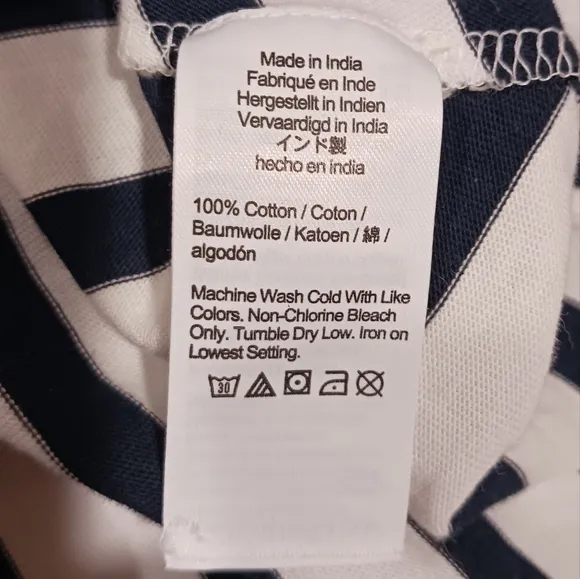 Made in India
Fabriqué en Inde
Hergestellt in Indien
Vervaardigd in India
インド製
hecho en índia
100% Cotton / Coton /
Baumwolle / Katoen / 綿 /
algodón
Machine Wash Cold With Like
Colors. Non-Chlorine Bleach
Only. Tumble Dry Low. Iron on
Lowest Setting.
30